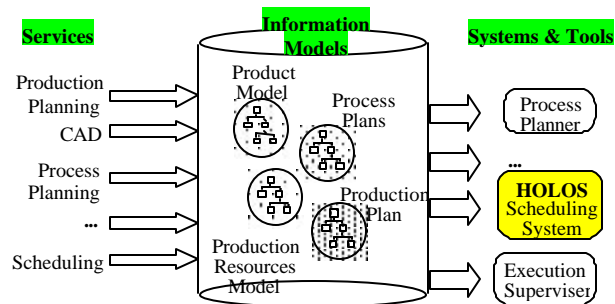 Services
Information
Models
Systems & Tools
Production
Planning
CAD
Process
Planning
...
Scheduling
Product
Model
Process
Plans
Production
Plan
Production
Resources
Model
Process
Planner
...
HOLOS
Scheduling
System
Execution
Superviser